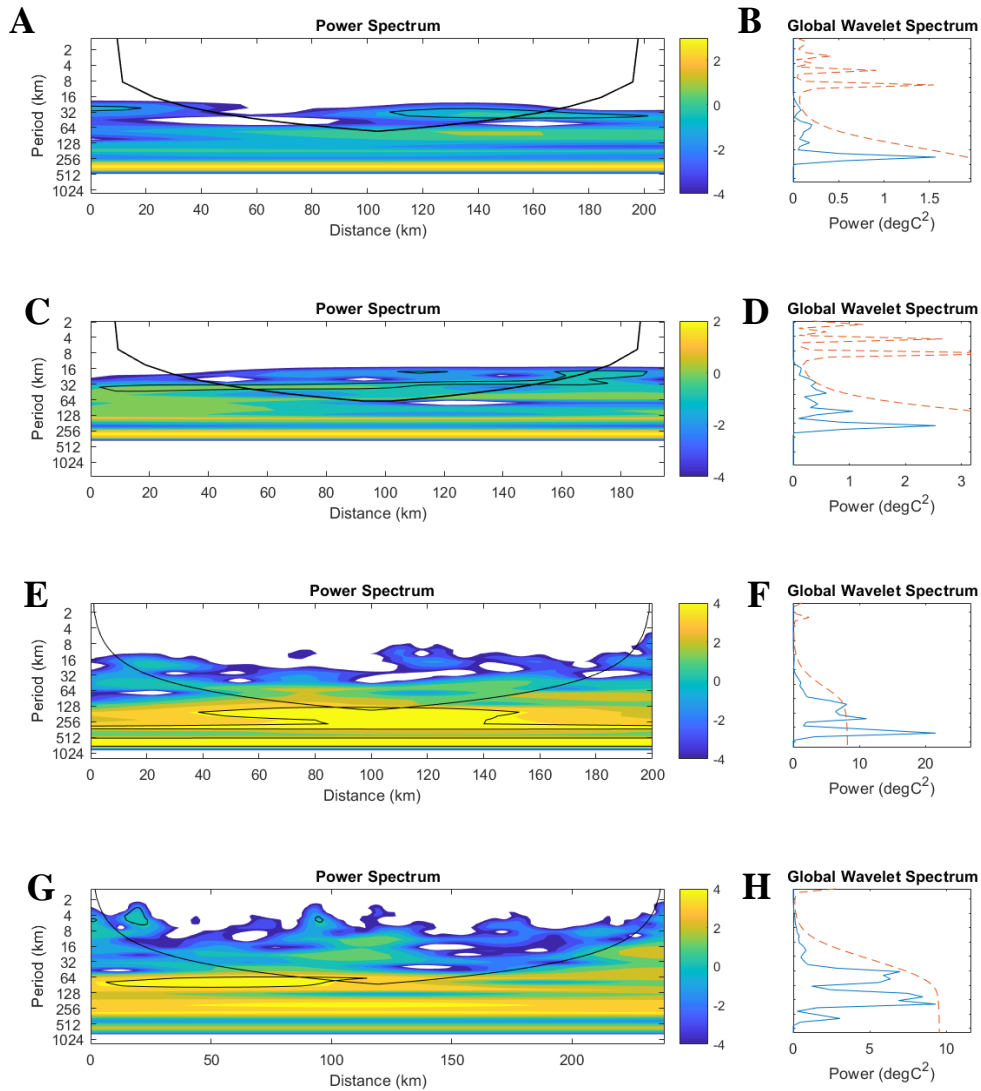 A
Power Spectrum
Period (km)
2
4
8
16
32
64
128
256
512
1024
0 20 40 60 80 100 120 140 160 180 200
Distance (km)
2
0
-2
-4
B
Global Wavelet Spectrum
0 0.5 1 1.5
Power (degC2)
C
Power Spectrum
Period (km)
2
4
8
16
32
64
128
256
512
1024
0 20 40 60 80 100 120 140 160 180
Distance (km)
2
0
-2
-4
D
Global Wavelet Spectrum
0 1 2 3
Power (degC2)
E
Power Spectrum
Period (km)
2
4
8
16
32
64
128
256
512
1024
0 20 40 60 80 100 120 140 160 180 200
Distance (km)
4
2
0
-2
-4
F
Global Wavelet Spectrum
0 10 20
Power (degC2)
G
Power Spectrum
Period (km)
2
4
8
16
32
64
128
256
512
1024
0 50 100 150 200
Distance (km)
4
2
0
-2
-4
H
Global Wavelet Spectrum
0 5 10
Power (degC2)